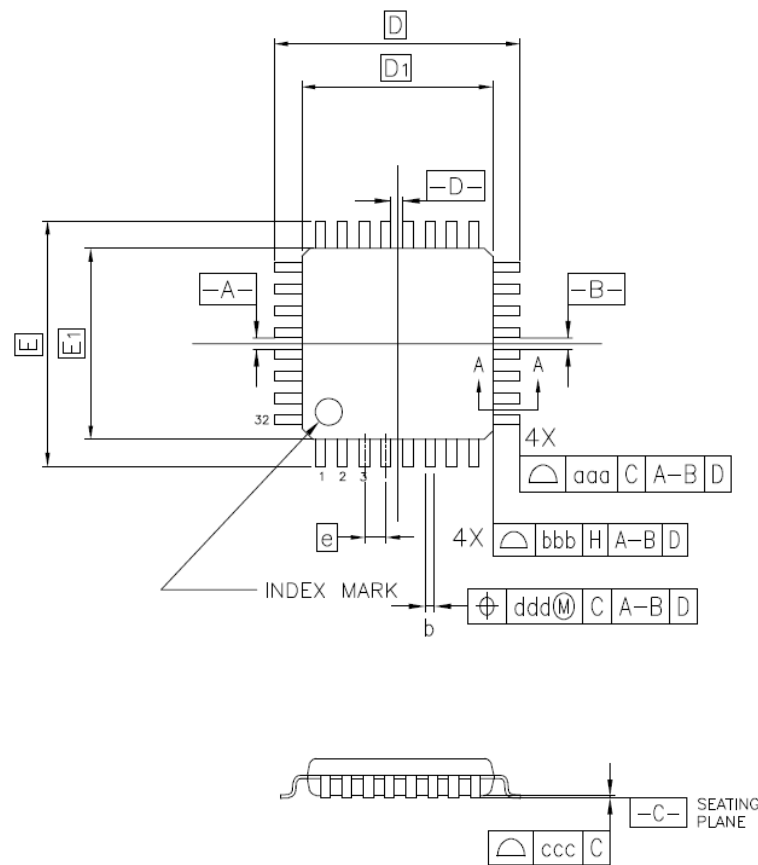 D
D1
-D-
-A-
-B-
E
E1
A A
32
4X
aaa C A-B D
1 2 3
e
4X
bbb H A-B D
INDEX MARK
ddd Ⓜ C A-B D
b
-C-
SEATING
PLANE
ccc C